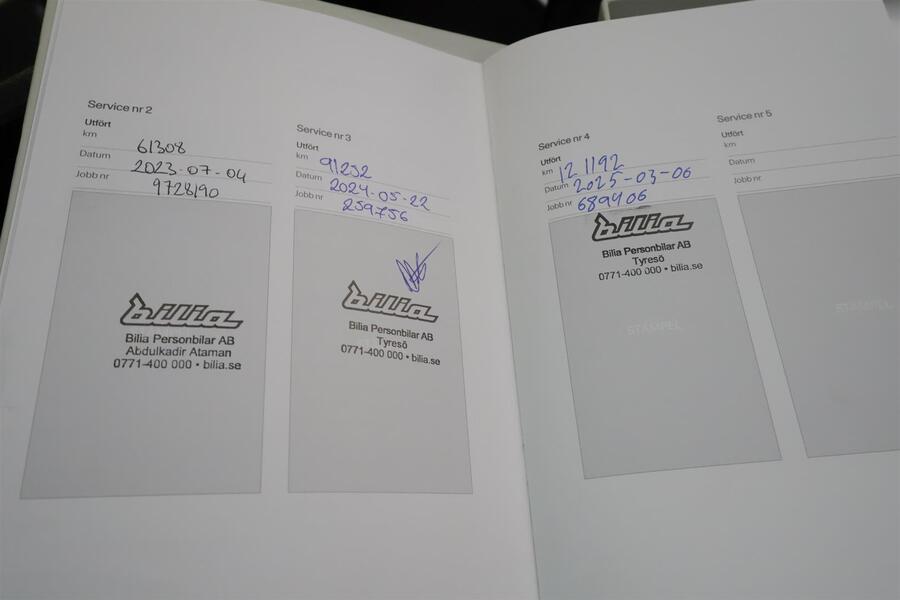 Service nr 2
Utfört
km 61308
Datum 2023-07-04
Jobb nr 9728190
bilia
Bilia Personbilar AB
Abdulkadir Ataman
0771-400 000 • bilia.se
Service nr 3
Utfört
km 91252
Datum 2024-05-22
Jobb nr 259756
bilia
Bilia Personbilar AB
Tyresö
0771-400 000 • bilia.se
Service nr 4
Utfört
km 121192
Datum 2025-03-06
Jobb nr 689406
bilia
Bilia Personbilar AB
Tyresö
0771-400 000 • bilia.se
STÄMPEL
Service nr 5
Utfört
km
Datum
Jobb nr
STÄMPEL